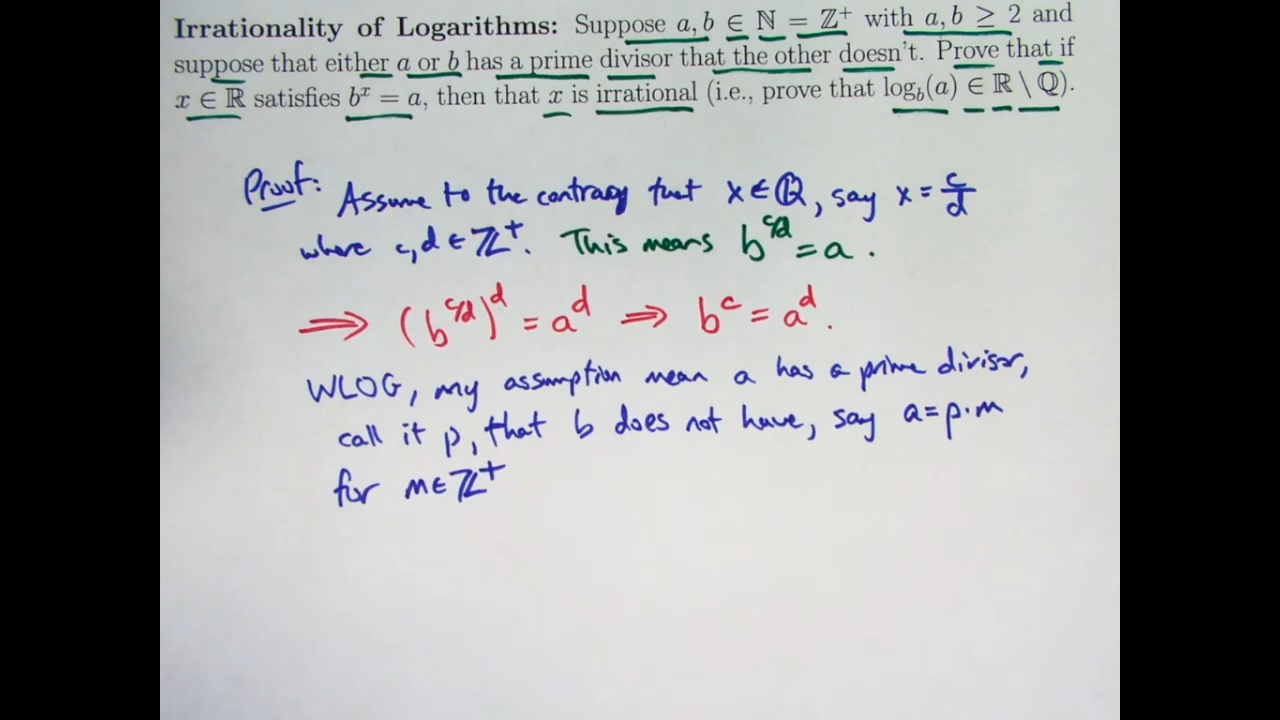 Irrationality of Logarithms: Suppose a, b ∈ ℕ = ℤ⁺ with a, b ≥ 2 and
suppose that either a or b has a prime divisor that the other doesn't. Prove that if
x ∈ ℝ satisfies bˣ = a, then that x is irrational (i.e., prove that log_b(a) ∈ ℝ \ ℚ).
Proof: Assume to the contrary that x ∈ ℚ, say x = c/d
where c, d ∈ ℤ⁺. This means b^(c/d) = a.
⟹ (b^(c/d))^d = a^d ⟹ b^c = a^d.
WLOG, my assumption mean a has a prime divisor,
call it p, that b does not have, say a = p·m
for m ∈ ℤ⁺